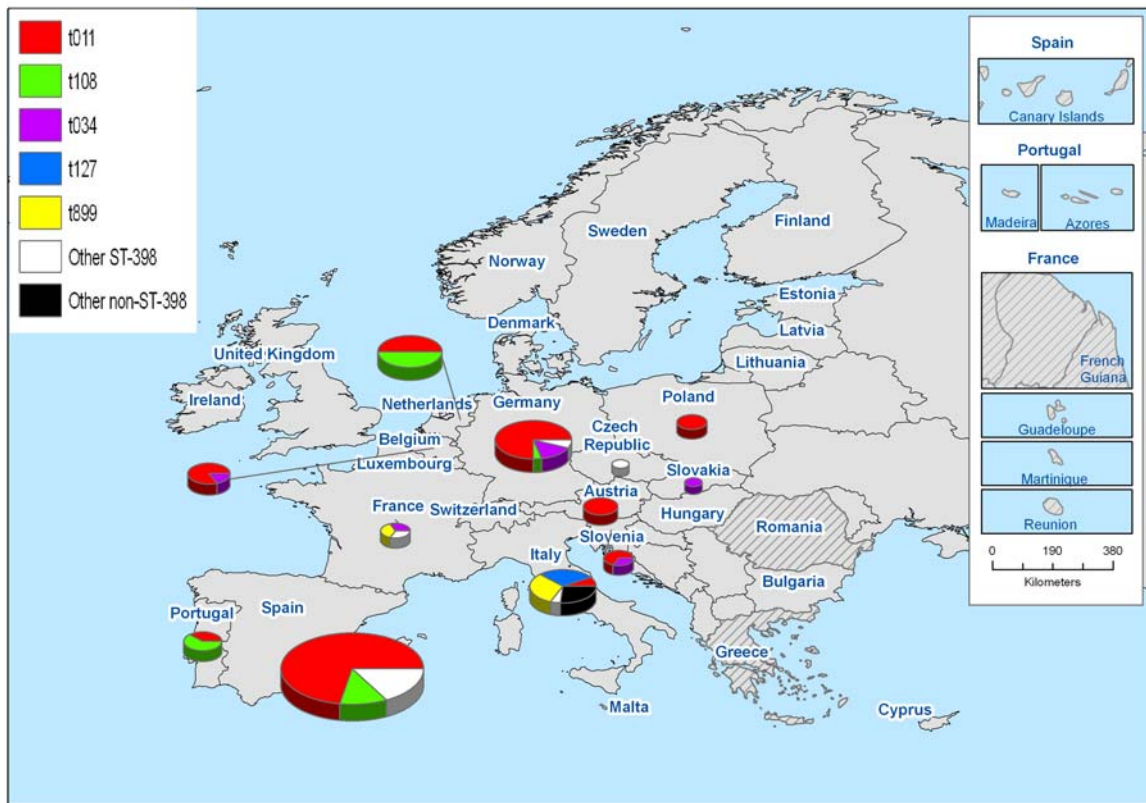 t011
t108
t034
t127
t899
Other ST-398
Other non-ST-398
Spain
Canary Islands
Portugal
Madeira
Azores
France
French
Guiana
Guadeloupe
Martinique
Reunion
0 190 380
Kilometers
Finland
Sweden
Norway
Estonia
Denmark
Latvia
United Kingdom
Lithuania
Ireland
Netherlands
Germany
Poland
Czech
Republic
Belgium
Luxembourg
Slovakia
Austria
France
Switzerland
Hungary
Romania
Slovenia
Italy
Bulgaria
Portugal
Spain
Greece
Malta
Cyprus